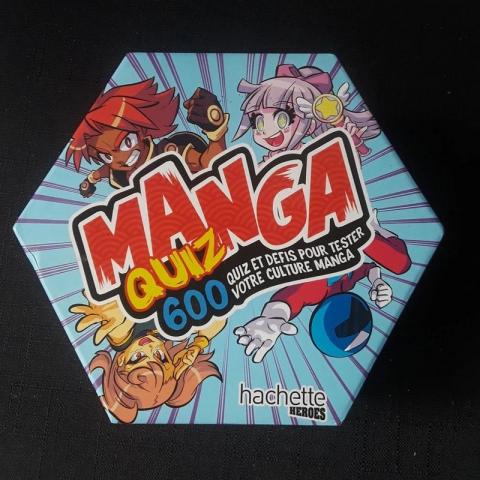 MANGA
QUIZ
600
QUIZ ET DÉFIS POUR TESTER
VOTRE CULTURE MANGA
hachette
HEROES